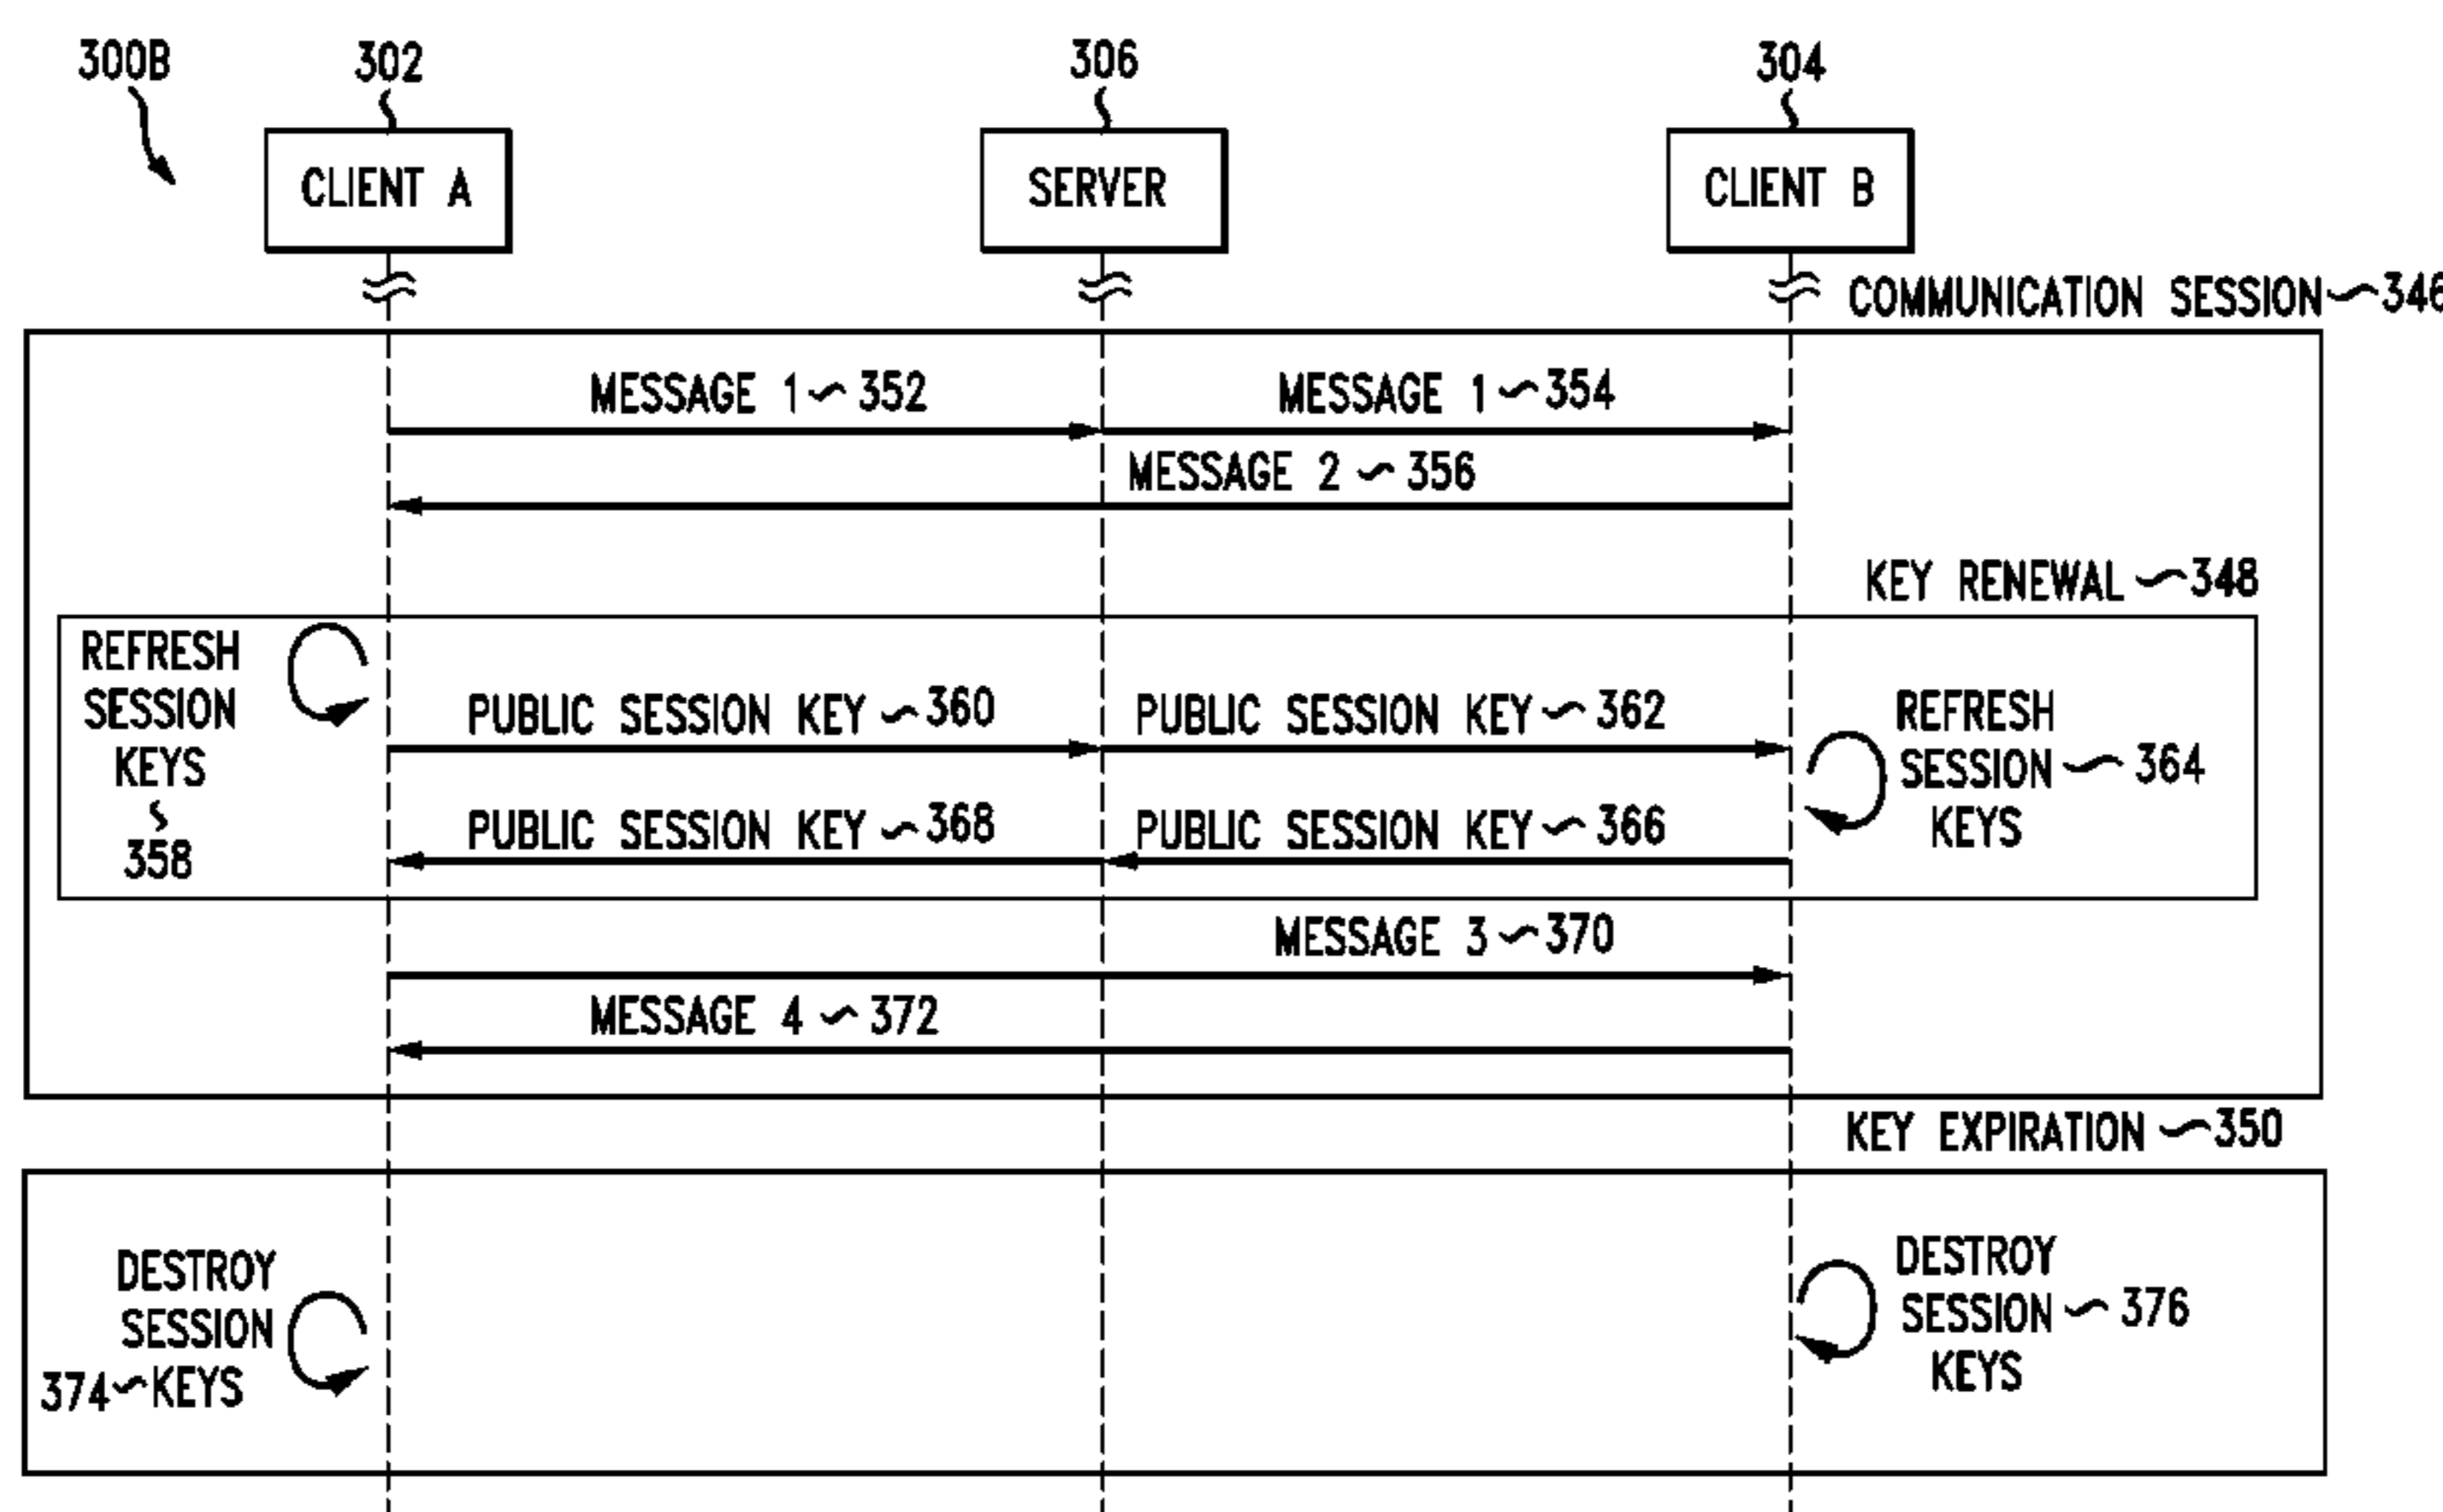 300B
302
306
304
CLIENT A
SERVER
CLIENT B
COMMUNICATION SESSION 346
MESSAGE 1 352
MESSAGE 1 354
MESSAGE 2 356
KEY RENEWAL 348
REFRESH
SESSION
KEYS
358
PUBLIC SESSION KEY 360
PUBLIC SESSION KEY 362
REFRESH
SESSION 364
KEYS
PUBLIC SESSION KEY 368
PUBLIC SESSION KEY 366
MESSAGE 3 370
MESSAGE 4 372
KEY EXPIRATION 350
DESTROY
SESSION
374 KEYS
DESTROY
SESSION 376
KEYS